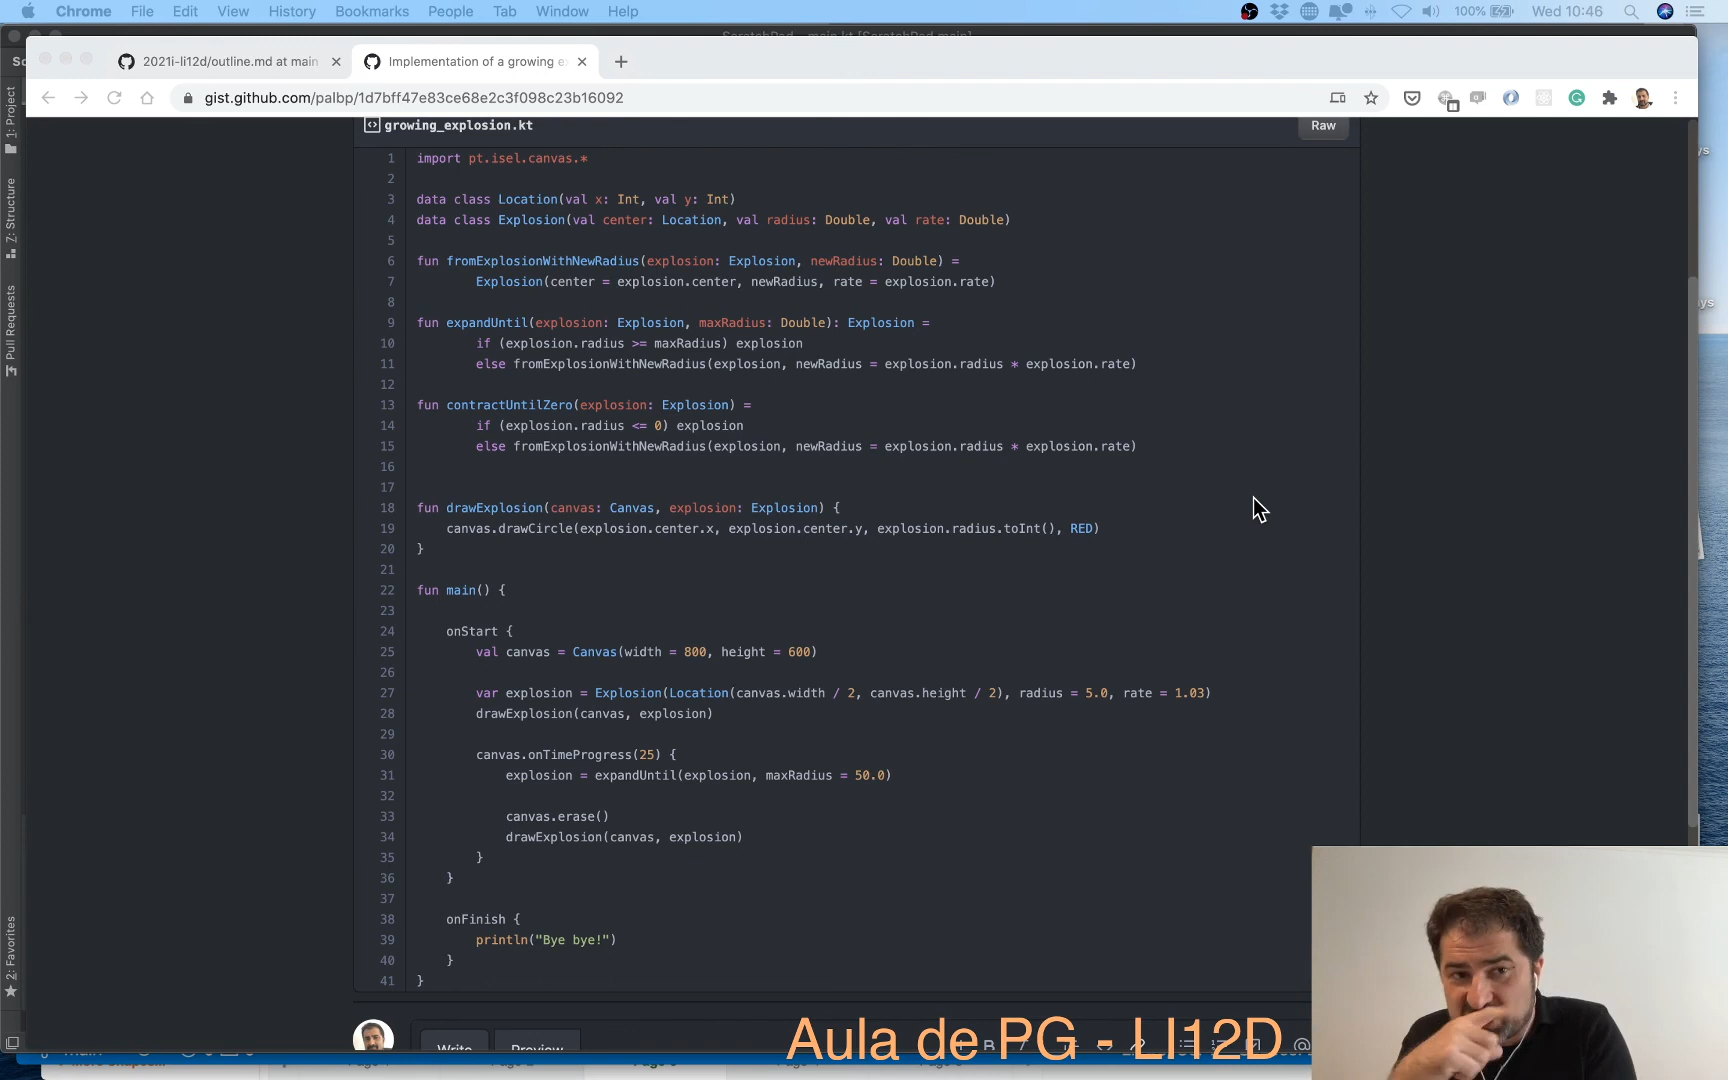 Chrome File Edit View History Bookmarks People Tab Window Help 100% Wed 10:46
ScratchPad – main.kt [ScratchPad.main]
Sc
2021i-li12d/outline.md at main
Implementation of a growing e
gist.github.com/palbp/1d7bff47e83ce68e2c3f098c23b16092
1: Project
7: Structure
Pull Requests
2: Favorites
growing_explosion.kt
Raw
1 import pt.isel.canvas.*
2
3 data class Location(val x: Int, val y: Int)
4 data class Explosion(val center: Location, val radius: Double, val rate: Double)
5
6 fun fromExplosionWithNewRadius(explosion: Explosion, newRadius: Double) =
7 Explosion(center = explosion.center, newRadius, rate = explosion.rate)
8
9 fun expandUntil(explosion: Explosion, maxRadius: Double): Explosion =
10 if (explosion.radius >= maxRadius) explosion
11 else fromExplosionWithNewRadius(explosion, newRadius = explosion.radius * explosion.rate)
12
13 fun contractUntilZero(explosion: Explosion) =
14 if (explosion.radius <= 0) explosion
15 else fromExplosionWithNewRadius(explosion, newRadius = explosion.radius * explosion.rate)
16
17
18 fun drawExplosion(canvas: Canvas, explosion: Explosion) {
19 canvas.drawCircle(explosion.center.x, explosion.center.y, explosion.radius.toInt(), RED)
20 }
21
22 fun main() {
23
24 onStart {
25 val canvas = Canvas(width = 800, height = 600)
26
27 var explosion = Explosion(Location(canvas.width / 2, canvas.height / 2), radius = 5.0, rate = 1.03)
28 drawExplosion(canvas, explosion)
29
30 canvas.onTimeProgress(25) {
31 explosion = expandUntil(explosion, maxRadius = 50.0)
32
33 canvas.erase()
34 drawExplosion(canvas, explosion)
35 }
36 }
37
38 onFinish {
39 println("Bye bye!")
40 }
41 }
Write Preview
Aula de PG - LI12D